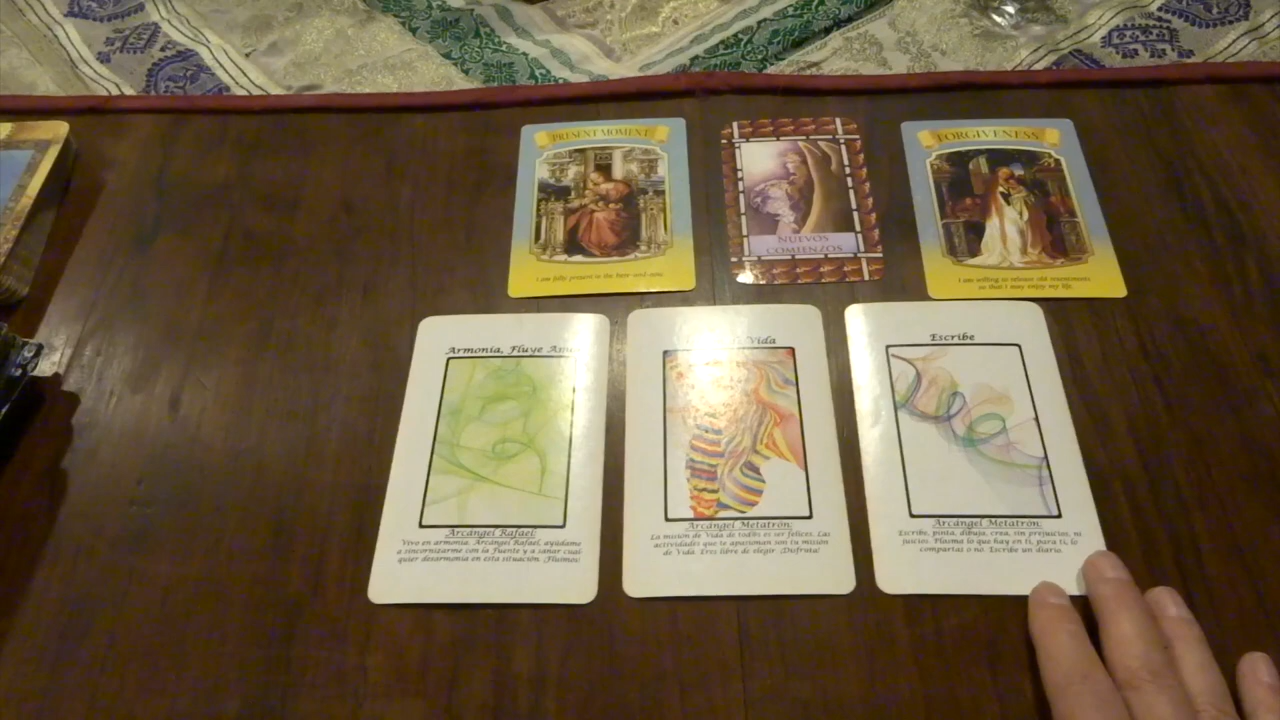 PRESENT MOMENT
I am fully present in the here-and-now.
NUEVOS
COMIENZOS
FORGIVENESS
I am willing to release old resentments
so that I may enjoy my life.
Armonía, Fluye
Arcángel Rafael:
Vivo en armonía. Arcángel Rafael, ayúdame
a sincornizarme con la fuente y a sanar cual
quier desarmonía en esta situación. ¡Fluimos!
Vida
Arcángel Metatrón:
La misión de Vida de todos es ser felices. Las
actividades que te apasionan son tu misión
de Vida. Eres libre de elegir ¡Disfruta!
Escribe
Arcángel Metatrón:
Escribe, pinta, dibuja, crea, sin prejuicios, ni
juicios. Plasma lo que hay en ti, para ti, lo
compartas o no. Escribe un diario.